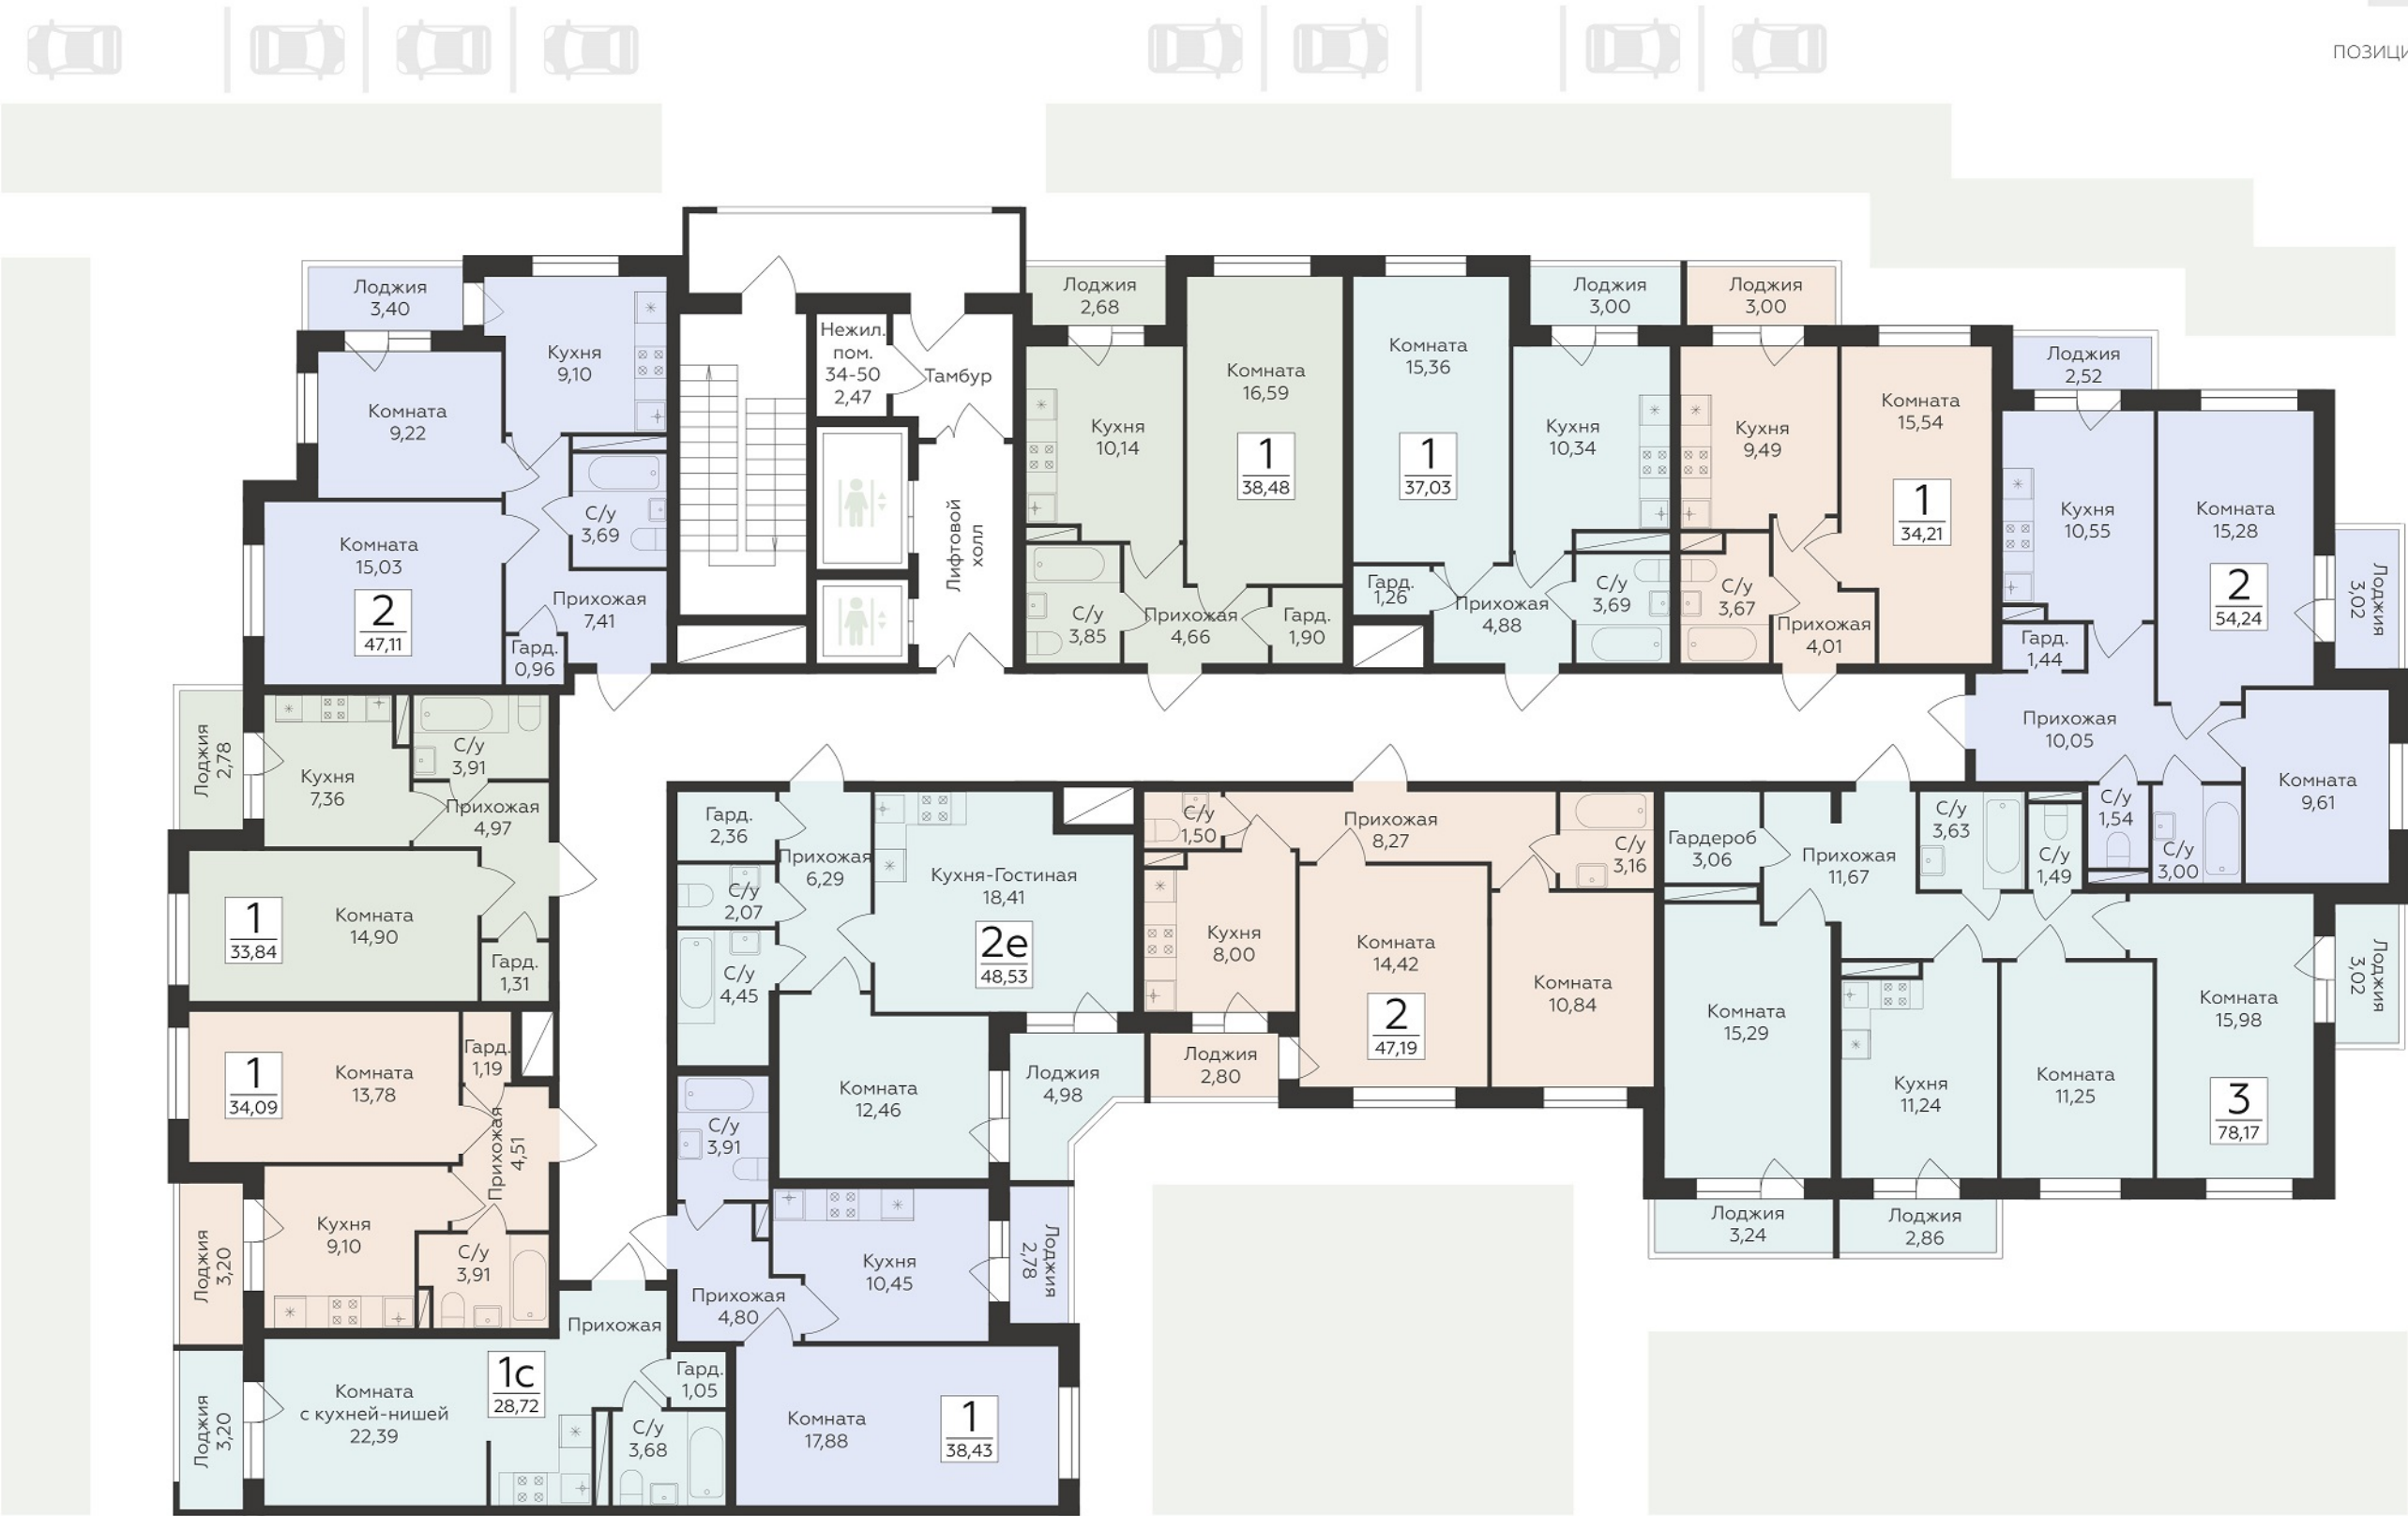 ПОЗИЦИ
Лоджия
3,40
Кухня
9,10
Комната
9,22
С/у
3,69
Комната
15,03
2
47,11
Прихожая
7,41
Гард.
0,96
Нежил.
пом.
34-50
2,47
Тамбур
Лифтовой
холл
Лоджия
2,68
Кухня
10,14
Комната
16,59
1
38,48
С/у
3,85
Прихожая
4,66
Гард.
1,90
Комната
15,36
1
37,03
Лоджия
3,00
Кухня
10,34
Гард.
1,26
Прихожая
4,88
С/у
3,69
Лоджия
3,00
Кухня
9,49
Комната
15,54
1
34,21
С/у
3,67
Прихожая
4,01
Лоджия
2,52
Кухня
10,55
Комната
15,28
2
54,24
Лоджия
3,02
Гард.
1,44
Прихожая
10,05
Комната
9,61
С/у
1,54
С/у
3,00
Лоджия
2,78
Кухня
7,36
С/у
3,91
Прихожая
4,97
1
33,84
Комната
14,90
Гард.
1,31
1
34,09
Комната
13,78
Гард.
1,19
Прихожая
4,51
Лоджия
3,20
Кухня
9,10
С/у
3,91
Лоджия
3,20
Комната
с кухней-нишей
22,39
1с
28,72
Прихожая
Гард.
1,05
С/у
3,68
Гард.
2,36
Прихожая
6,29
С/у
2,07
С/у
4,45
Кухня-Гостиная
18,41
2е
48,53
Комната
12,46
Лоджия
4,98
С/у
3,91
Прихожая
4,80
Кухня
10,45
Лоджия
2,78
Комната
17,88
1
38,43
С/у
1,50
Прихожая
8,27
С/у
3,16
Кухня
8,00
Комната
14,42
2
47,19
Комната
10,84
Лоджия
2,80
Гардероб
3,06
Прихожая
11,67
С/у
3,63
С/у
1,49
Комната
15,29
Кухня
11,24
Комната
11,25
Комната
15,98
3
78,17
Лоджия
3,02
Лоджия
3,24
Лоджия
2,86